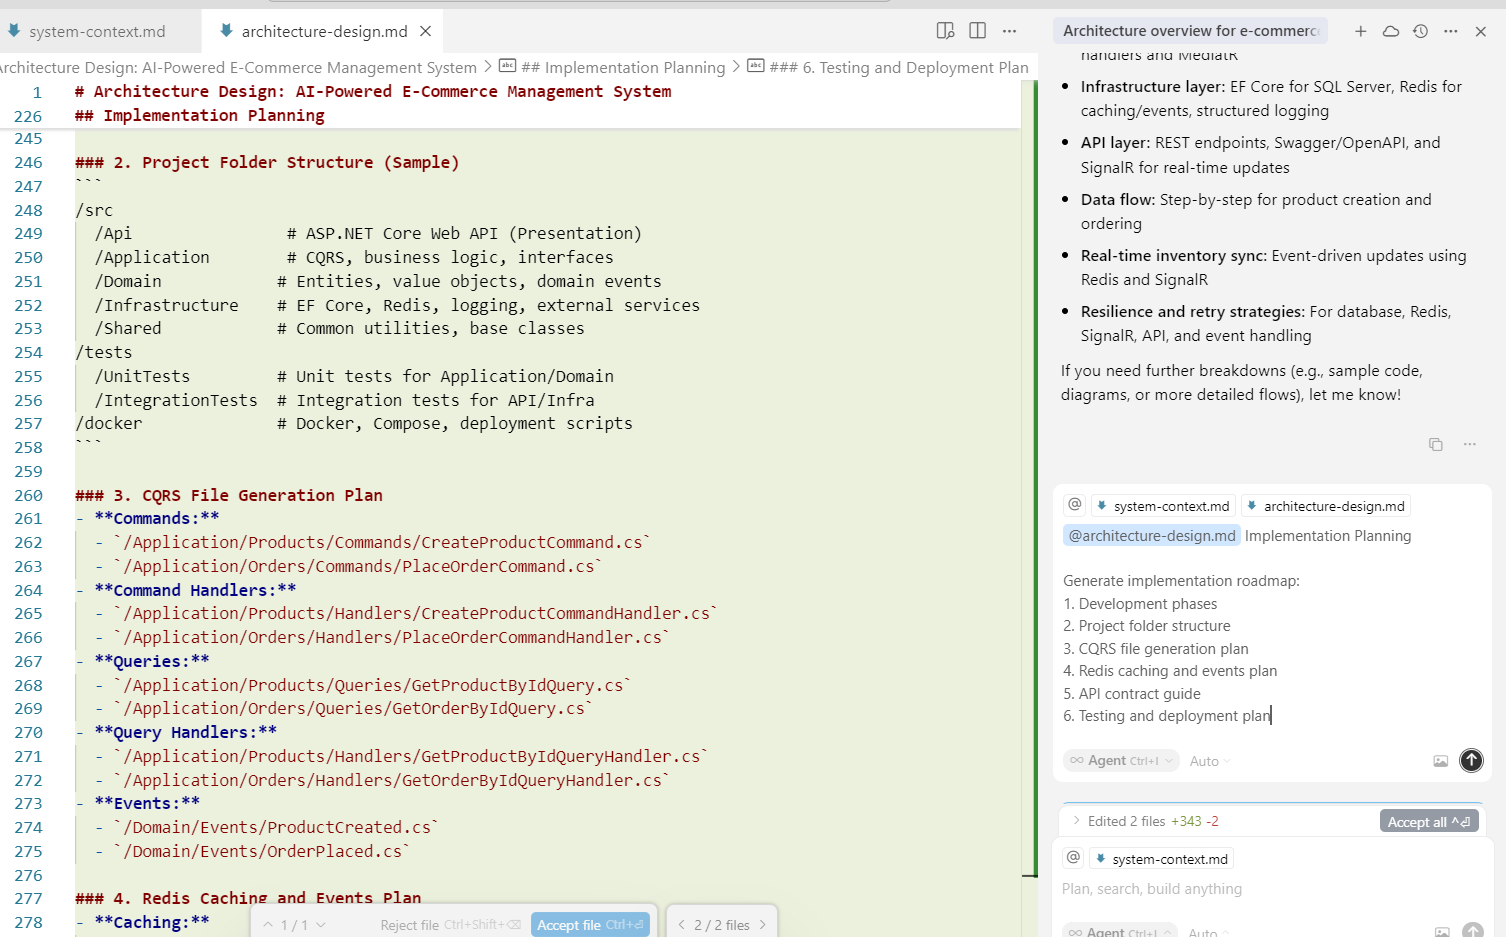 system-context.md
architecture-design.md
Architecture Design: AI-Powered E-Commerce Management System > ## Implementation Planning > ### 6. Testing and Deployment Plan
1 # Architecture Design: AI-Powered E-Commerce Management System
226 ## Implementation Planning
245
246 ### 2. Project Folder Structure (Sample)
247 ```
248 /src
249 /Api # ASP.NET Core Web API (Presentation)
250 /Application # CQRS, business logic, interfaces
251 /Domain # Entities, value objects, domain events
252 /Infrastructure # EF Core, Redis, logging, external services
253 /Shared # Common utilities, base classes
254 /tests
255 /UnitTests # Unit tests for Application/Domain
256 /IntegrationTests # Integration tests for API/Infra
257 /docker # Docker, Compose, deployment scripts
258 ```
259
260 ### 3. CQRS File Generation Plan
261 - **Commands:**
262 - `/Application/Products/Commands/CreateProductCommand.cs`
263 - `/Application/Orders/Commands/PlaceOrderCommand.cs`
264 - **Command Handlers:**
265 - `/Application/Products/Handlers/CreateProductCommandHandler.cs`
266 - `/Application/Orders/Handlers/PlaceOrderCommandHandler.cs`
267 - **Queries:**
268 - `/Application/Products/Queries/GetProductByIdQuery.cs`
269 - `/Application/Orders/Queries/GetOrderByIdQuery.cs`
270 - **Query Handlers:**
271 - `/Application/Products/Handlers/GetProductByIdQueryHandler.cs`
272 - `/Application/Orders/Handlers/GetOrderByIdQueryHandler.cs`
273 - **Events:**
274 - `/Domain/Events/ProductCreated.cs`
275 - `/Domain/Events/OrderPlaced.cs`
276
277 ### 4. Redis Caching and Events Plan
278 - **Caching:**
1 / 1 Reject file Ctrl+Shift+⌫ Accept file Ctrl+⏎
2 / 2 files
Architecture overview for e-commerc
handlers and MediatR
• Infrastructure layer: EF Core for SQL Server, Redis for
caching/events, structured logging
• API layer: REST endpoints, Swagger/OpenAPI, and
SignalR for real-time updates
• Data flow: Step-by-step for product creation and
ordering
• Real-time inventory sync: Event-driven updates using
Redis and SignalR
• Resilience and retry strategies: For database, Redis,
SignalR, API, and event handling
If you need further breakdowns (e.g., sample code,
diagrams, or more detailed flows), let me know!
@ system-context.md architecture-design.md
@architecture-design.md Implementation Planning
Generate implementation roadmap:
1. Development phases
2. Project folder structure
3. CQRS file generation plan
4. Redis caching and events plan
5. API contract guide
6. Testing and deployment plan
∞ Agent Ctrl+I Auto
> Edited 2 files +343 -2 Accept all ^⏎
@ system-context.md
Plan, search, build anything
∞ Agent Ctrl+I Auto